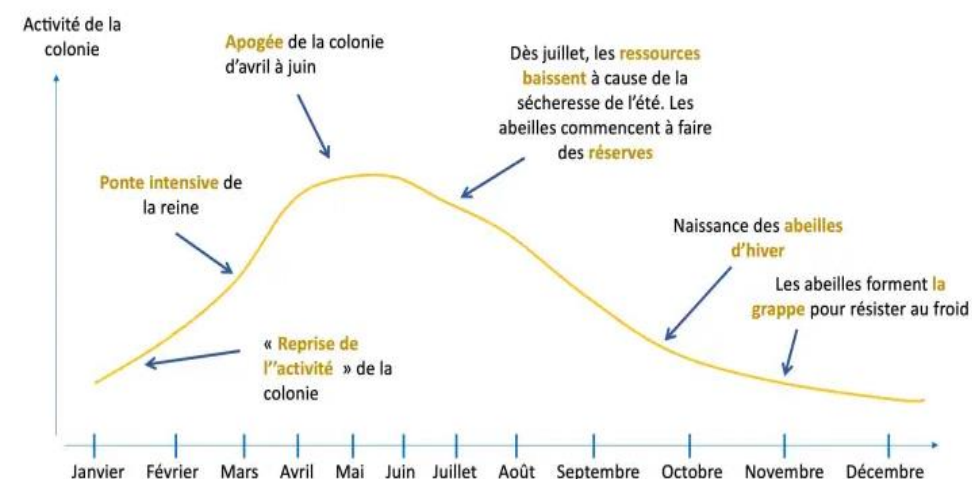 Activité de la
colonie
Apogée de la colonie
d'avril à juin
Dès juillet, les ressources
baissent à cause de la
sécheresse de l'été. Les
abeilles commencent à faire
des réserves
Ponte intensive de
la reine
Naissance des abeilles
d'hiver
Les abeilles forment la
grappe pour résister au froid
« Reprise de
l''activité » de la
colonie
Janvier Février Mars Avril Mai Juin Juillet Août Septembre Octobre Novembre Décembre